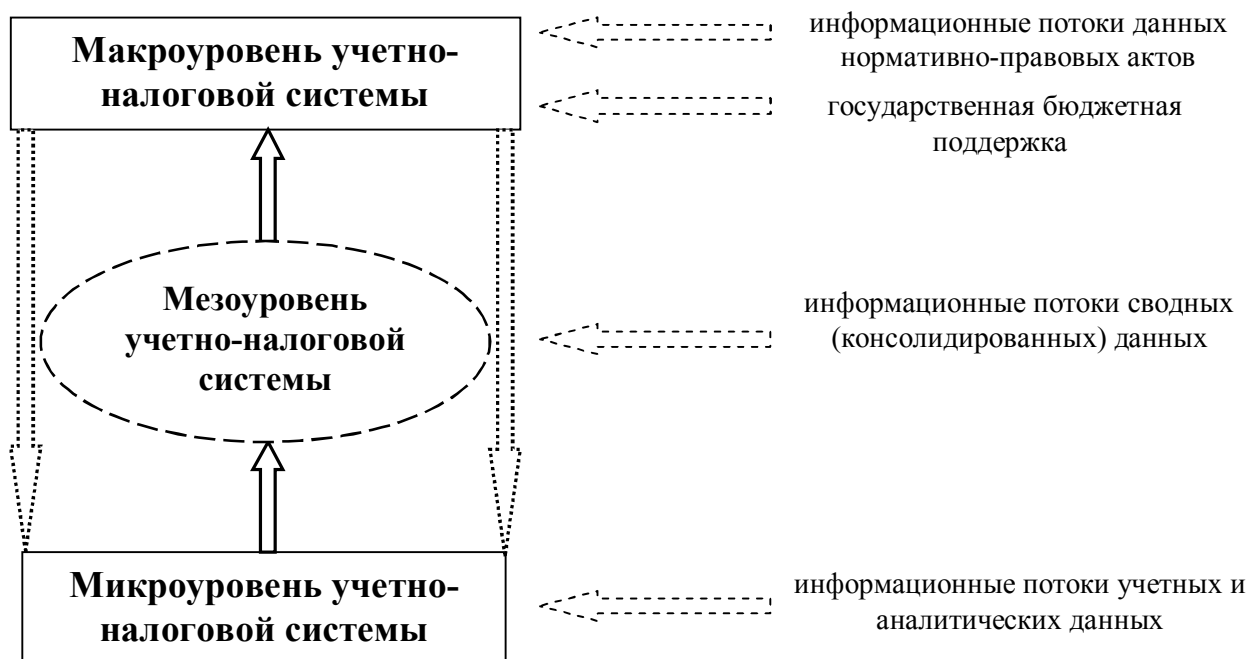 Макроуровень учетно-
налоговой системы
информационные потоки данных
нормативно-правовых актов
государственная бюджетная
поддержка
Мезоуровень
учетно-налоговой
системы
информационные потоки сводных
(консолидированных) данных
Микроуровень учетно-
налоговой системы
информационные потоки учетных и
аналитических данных